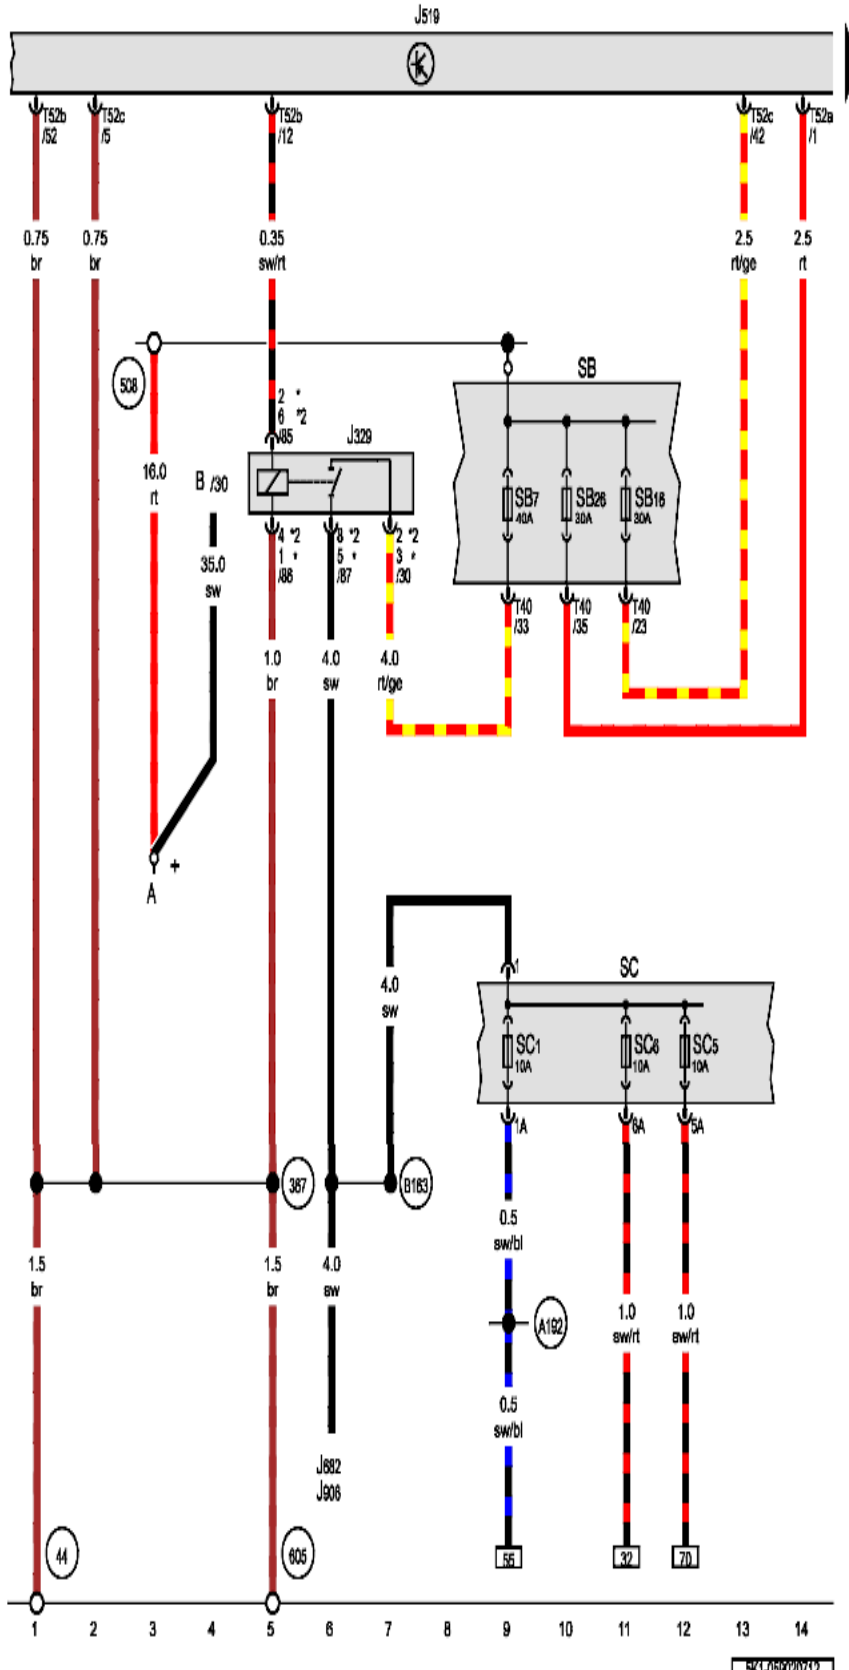 J519
T52b
/52
T52c
/5
T52b
/12
T52c
/42
T52a
/1
0.75
br
0.75
br
0.35
sw/rt
2.5
rt/ge
2.5
rt
508
SB
2 *
6 *2
/85
J329
16.0
rt
B /30
SB7
40A
SB26
30A
SB16
30A
4 *2
1 *
/86
8 *2
5 *
/87
2 *2
3 *
/30
35.0
sw
T40
/33
T40
/35
T40
/23
1.0
br
4.0
sw
4.0
rt/ge
+
A
1
SC
4.0
sw
SC1
10A
SC6
10A
SC5
10A
1A
6A
5A
367
B163
0.5
sw/bl
1.5
br
1.5
br
4.0
sw
A192
1.0
sw/rt
1.0
sw/rt
0.5
sw/bl
J682
J906
44
605
55
32
70
1 2 3 4 5 6 7 8 9 10 11 12 13 14